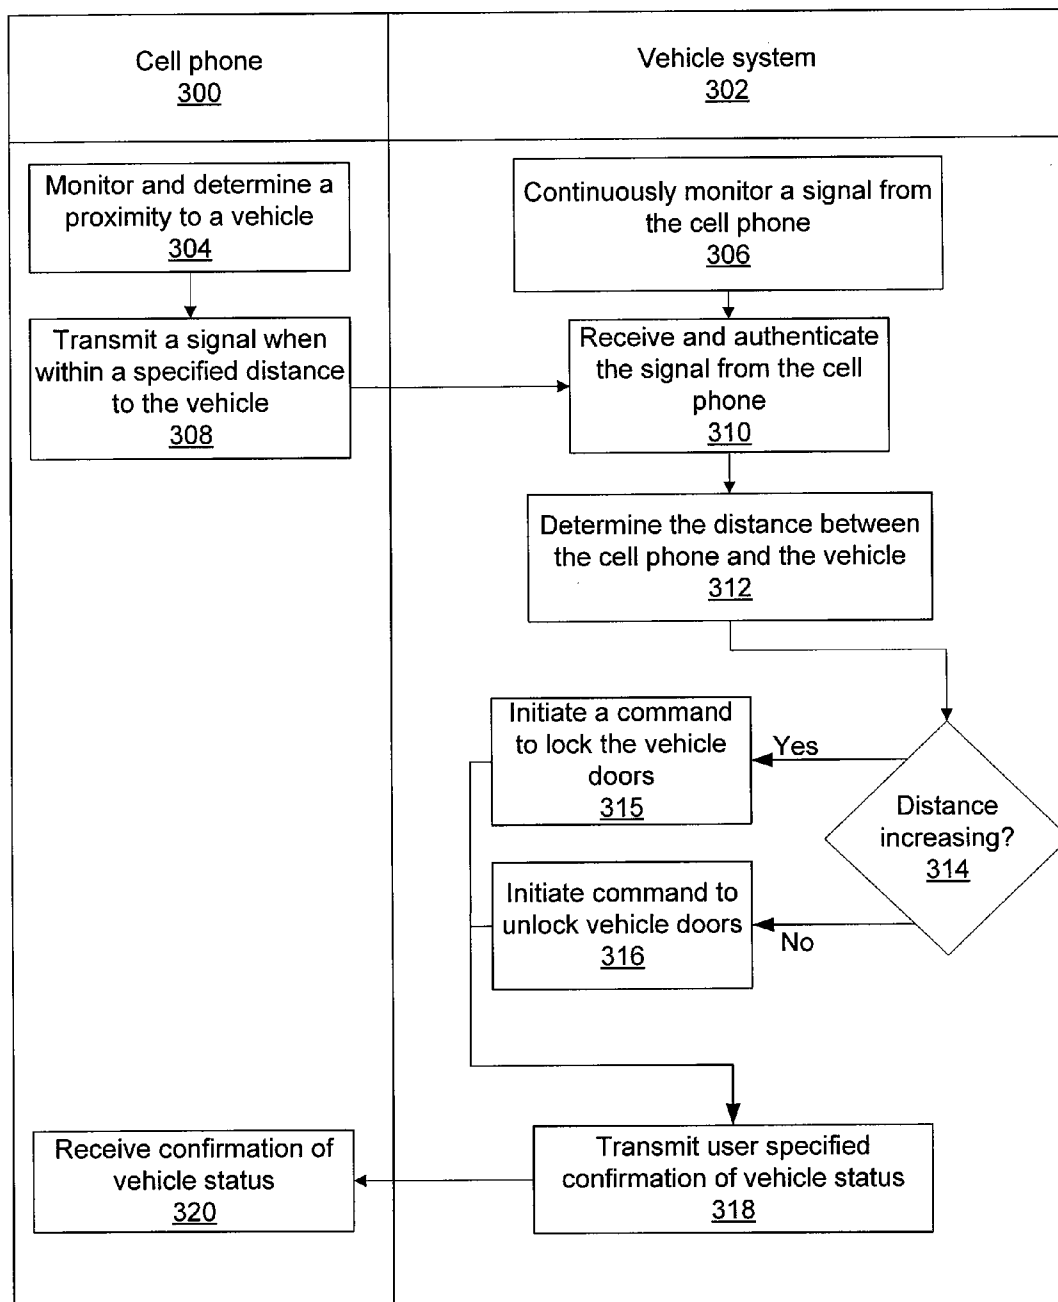 Cell phone
300
Vehicle system
302
Monitor and determine a
proximity to a vehicle
304
Continuously monitor a signal from
the cell phone
306
Transmit a signal when
within a specified distance
to the vehicle
308
Receive and authenticate
the signal from the cell
phone
310
Determine the distance between
the cell phone and the vehicle
312
Initiate a command
to lock the vehicle
doors
315
Yes
Distance
increasing?
314
Initiate command to
unlock vehicle doors
316
No
Receive confirmation of
vehicle status
320
Transmit user specified
confirmation of vehicle status
318